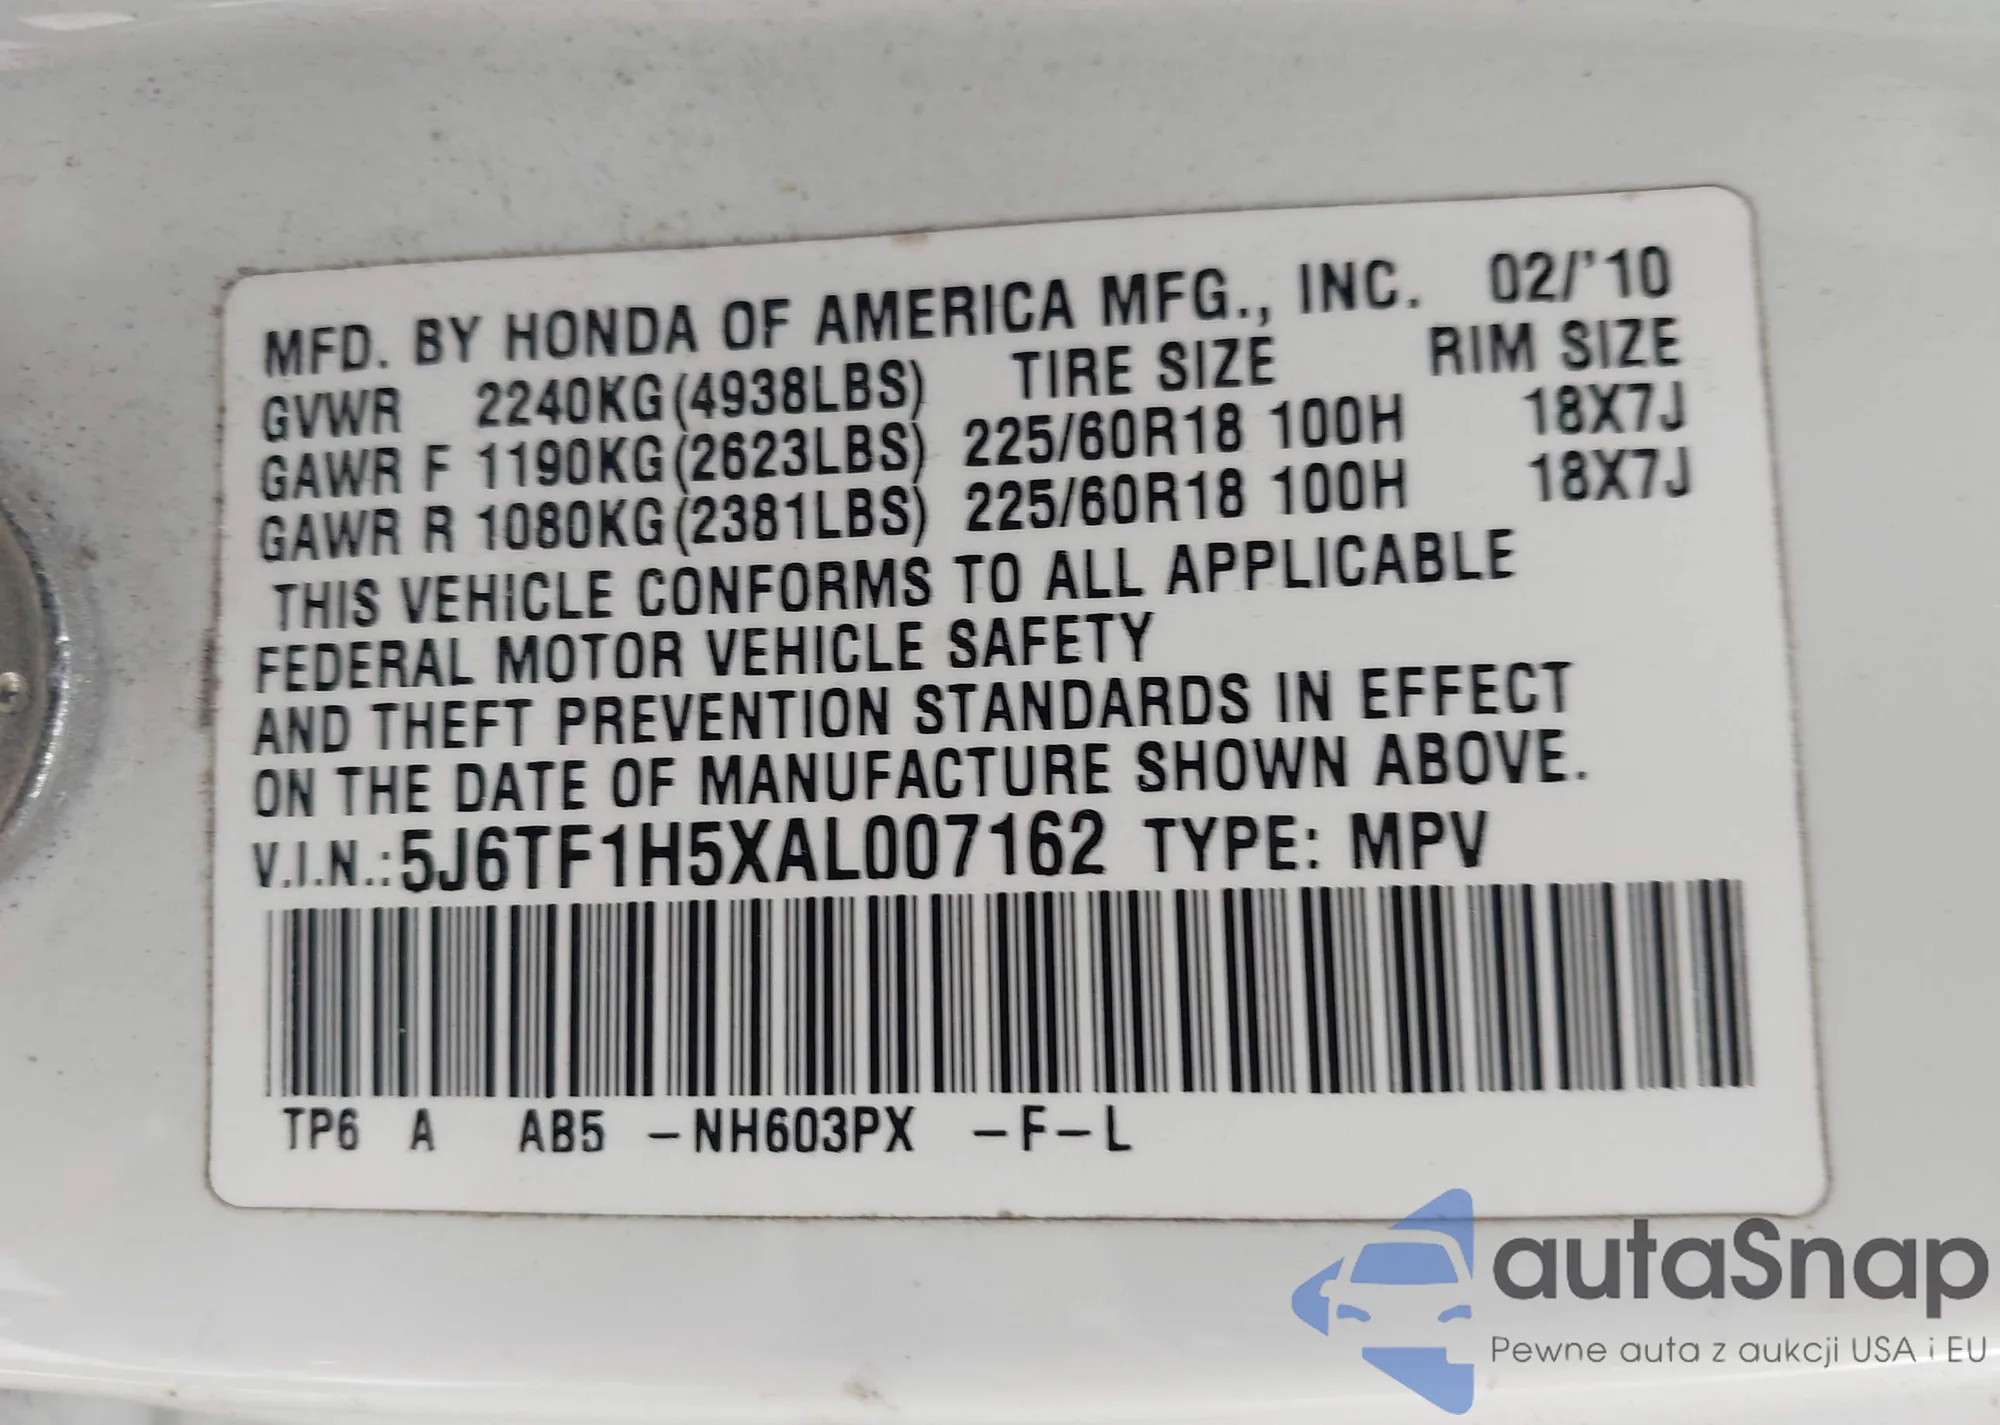 MFD. BY HONDA OF AMERICA MFG., INC. 02/'10
GVWR 2240KG(4938LBS) TIRE SIZE RIM SIZE
GAWR F 1190KG(2623LBS) 225/60R18 100H 18X7J
GAWR R 1080KG(2381LBS) 225/60R18 100H 18X7J
THIS VEHICLE CONFORMS TO ALL APPLICABLE
FEDERAL MOTOR VEHICLE SAFETY
AND THEFT PREVENTION STANDARDS IN EFFECT
ON THE DATE OF MANUFACTURE SHOWN ABOVE.
V.I.N.:5J6TF1H5XAL007162 TYPE: MPV
TP6 A AB5 -NH603PX -F-L
autaSnap
Pewne auta z aukcji USA i EU